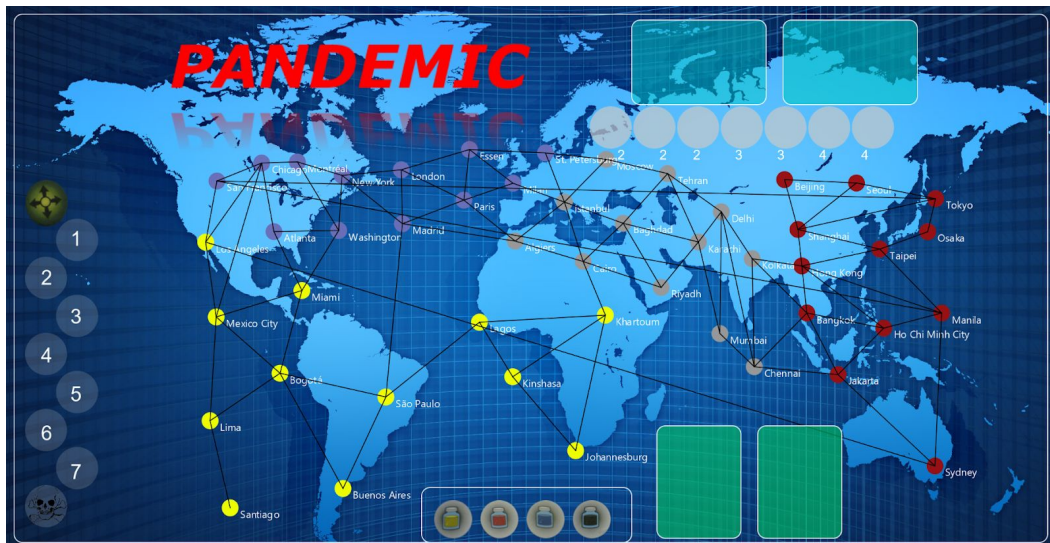 PANDEMIC
2 2 2 3 3 4 4
Essen
St. Petersburg
Moscow
Chicago
Montréal
London
Tehran
San Francisco
New York
Milan
Beijing
Seoul
Paris
Tokyo
Istanbul
Delhi
Atlanta
Washington
Madrid
Baghdad
Shanghai
Osaka
1
Los Angeles
Algiers
Karachi
Taipei
Cairo
Kolkata
Hong Kong
2
Miami
Riyadh
3
Mexico City
Lagos
Khartoum
Bangkok
Manila
Mumbai
Ho Chi Minh City
4
Bogotá
Kinshasa
Chennai
Jakarta
5
São Paulo
6
Lima
Johannesburg
7
Sydney
Buenos Aires
Santiago